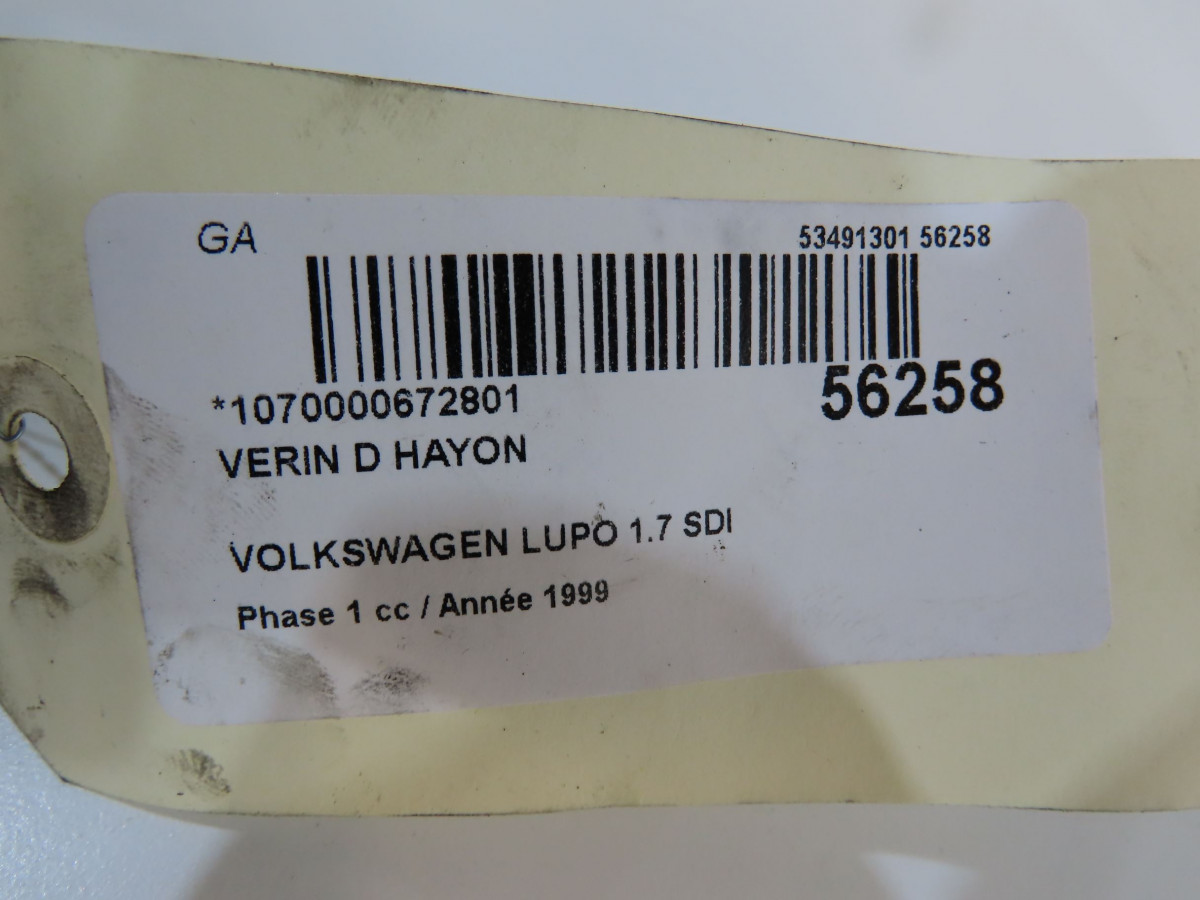 GA
53491301 56258
*1070000672801
56258
VERIN D HAYON
VOLKSWAGEN LUPO 1.7 SDI
Phase 1 cc / Année 1999